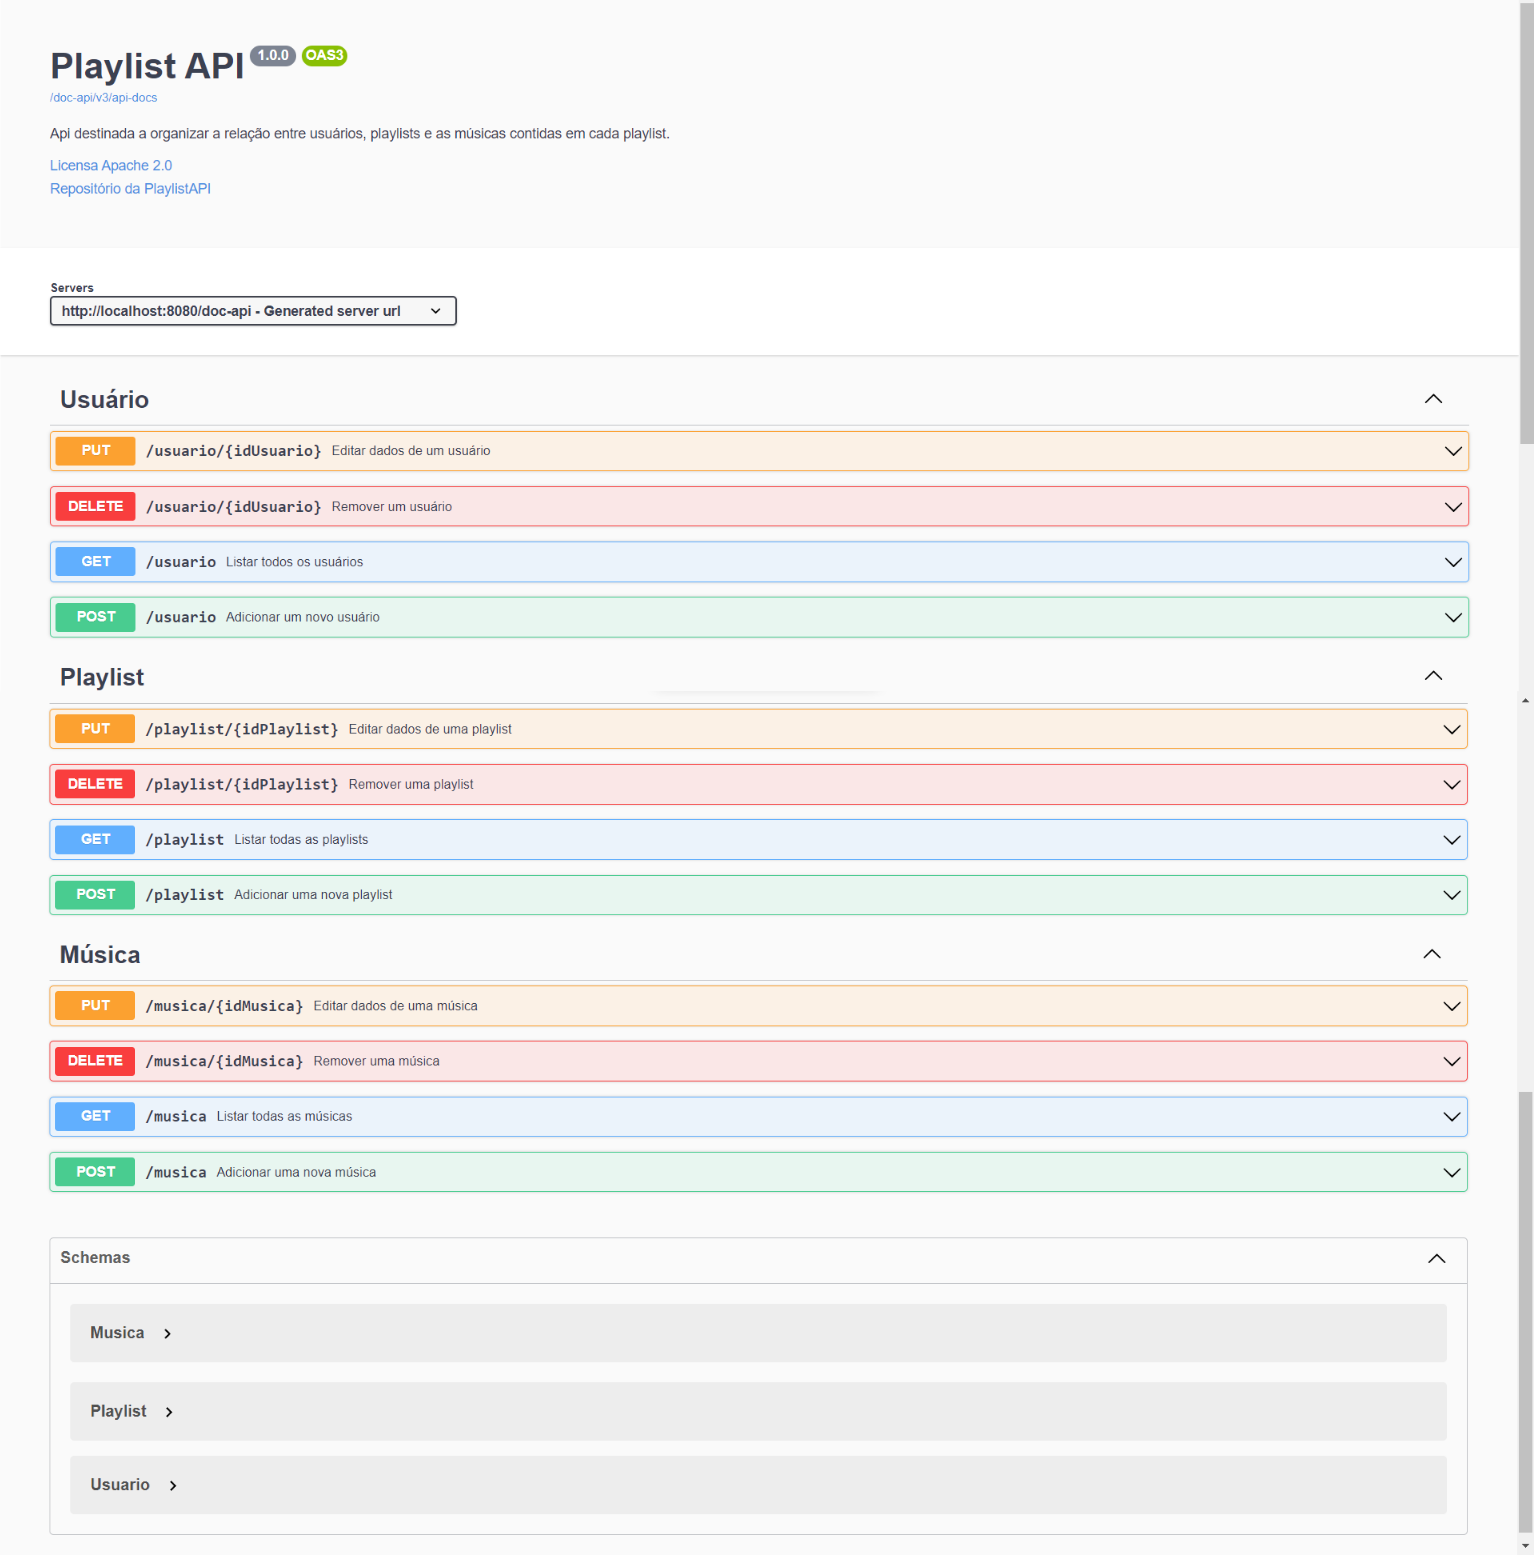 Playlist API 1.0.0 OAS3
/doc-api/v3/api-docs
Api destinada a organizar a relação entre usuários, playlists e as músicas contidas em cada playlist.
Licensa Apache 2.0
Repositório da PlaylistAPI
Servers
http://localhost:8080/doc-api - Generated server url
Usuário
PUT /usuario/{idUsuario} Editar dados de um usuário
DELETE /usuario/{idUsuario} Remover um usuário
GET /usuario Listar todos os usuários
POST /usuario Adicionar um novo usuário
Playlist
PUT /playlist/{idPlaylist} Editar dados de uma playlist
DELETE /playlist/{idPlaylist} Remover uma playlist
GET /playlist Listar todas as playlists
POST /playlist Adicionar uma nova playlist
Música
PUT /musica/{idMusica} Editar dados de uma música
DELETE /musica/{idMusica} Remover uma música
GET /musica Listar todas as músicas
POST /musica Adicionar uma nova música
Schemas
Musica
Playlist
Usuario